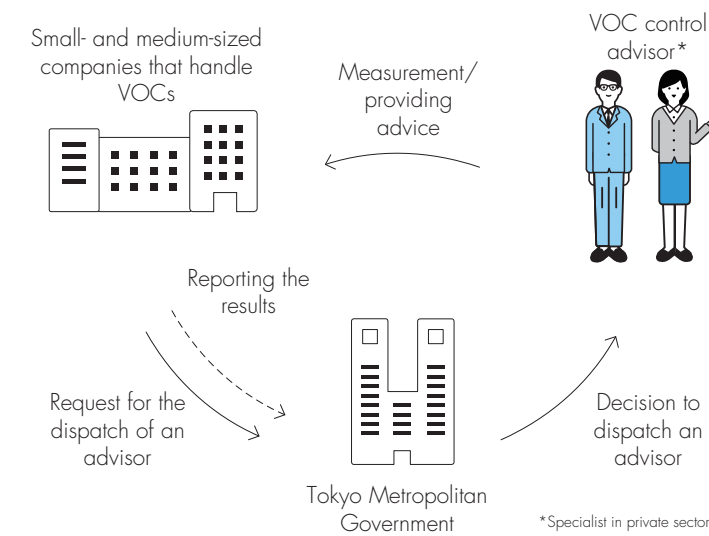 Small- and medium-sized
companies that handle
VOCs
VOC control
advisor*
Measurement/
providing
advice
Reporting the
results
Request for the
dispatch of an
advisor
Decision to
dispatch an
advisor
Tokyo Metropolitan
Government
*Specialist in private sector